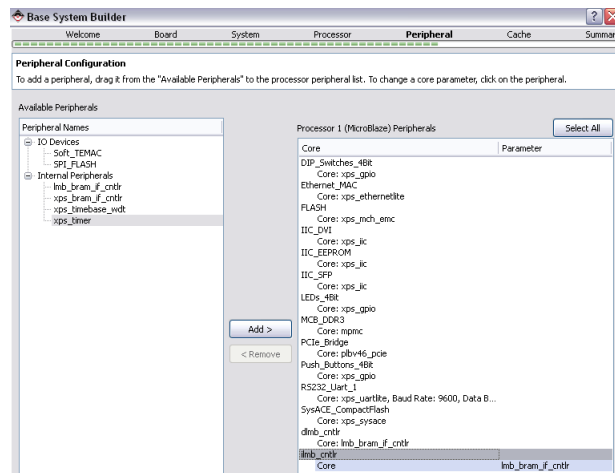 Base System Builder
Welcome Board System Processor Peripheral Cache Summar
Peripheral Configuration
To add a peripheral, drag it from the "Available Peripherals" to the processor peripheral list. To change a core parameter, click on the peripheral.
Available Peripherals
Peripheral Names
IO Devices
Soft_TEMAC
SPI_FLASH
Internal Peripherals
lmb_bram_if_cntlr
xps_bram_if_cntlr
xps_timebase_wdt
xps_timer
Add >
< Remove
Processor 1 (MicroBlaze) Peripherals
Select All
Core Parameter
DIP_Switches_4Bit
Core: xps_gpio
Ethernet_MAC
Core: xps_ethernetlite
FLASH
Core: xps_mch_emc
IIC_DVI
Core: xps_iic
IIC_EEPROM
Core: xps_iic
IIC_SFP
Core: xps_iic
LEDs_4Bit
Core: xps_gpio
MCB_DDR3
Core: mpmc
PCIe_Bridge
Core: plbv46_pcie
Push_Buttons_4Bit
Core: xps_gpio
RS232_Uart_1
Core: xps_uartlite, Baud Rate: 9600, Data B...
SysACE_CompactFlash
Core: xps_sysace
dlmb_cntlr
Core: lmb_bram_if_cntlr
ilmb_cntlr
Core lmb_bram_if_cntlr